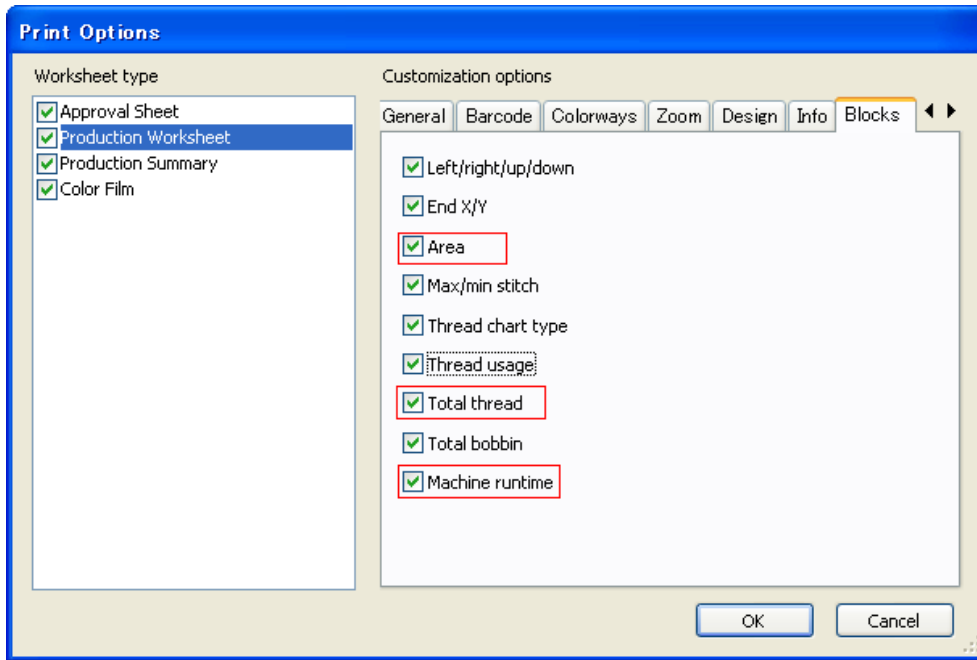 Print Options
Worksheet type
Approval Sheet
Production Worksheet
Production Summary
Color Film
Customization options
General Barcode Colorways Zoom Design Info Blocks
Left/right/up/down
End X/Y
Area
Max/min stitch
Thread chart type
Thread usage
Total thread
Total bobbin
Machine runtime
OK Cancel